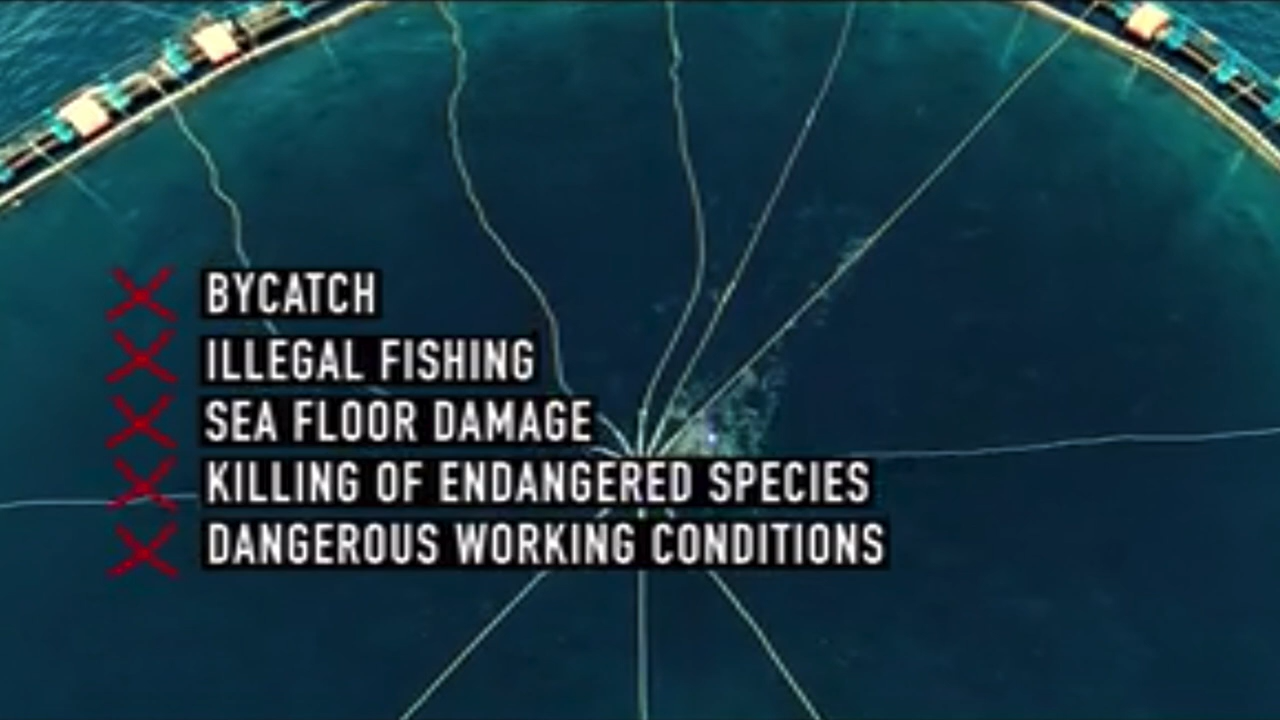 BYCATCH
ILLEGAL FISHING
SEA FLOOR DAMAGE
KILLING OF ENDANGERED SPECIES
DANGEROUS WORKING CONDITIONS